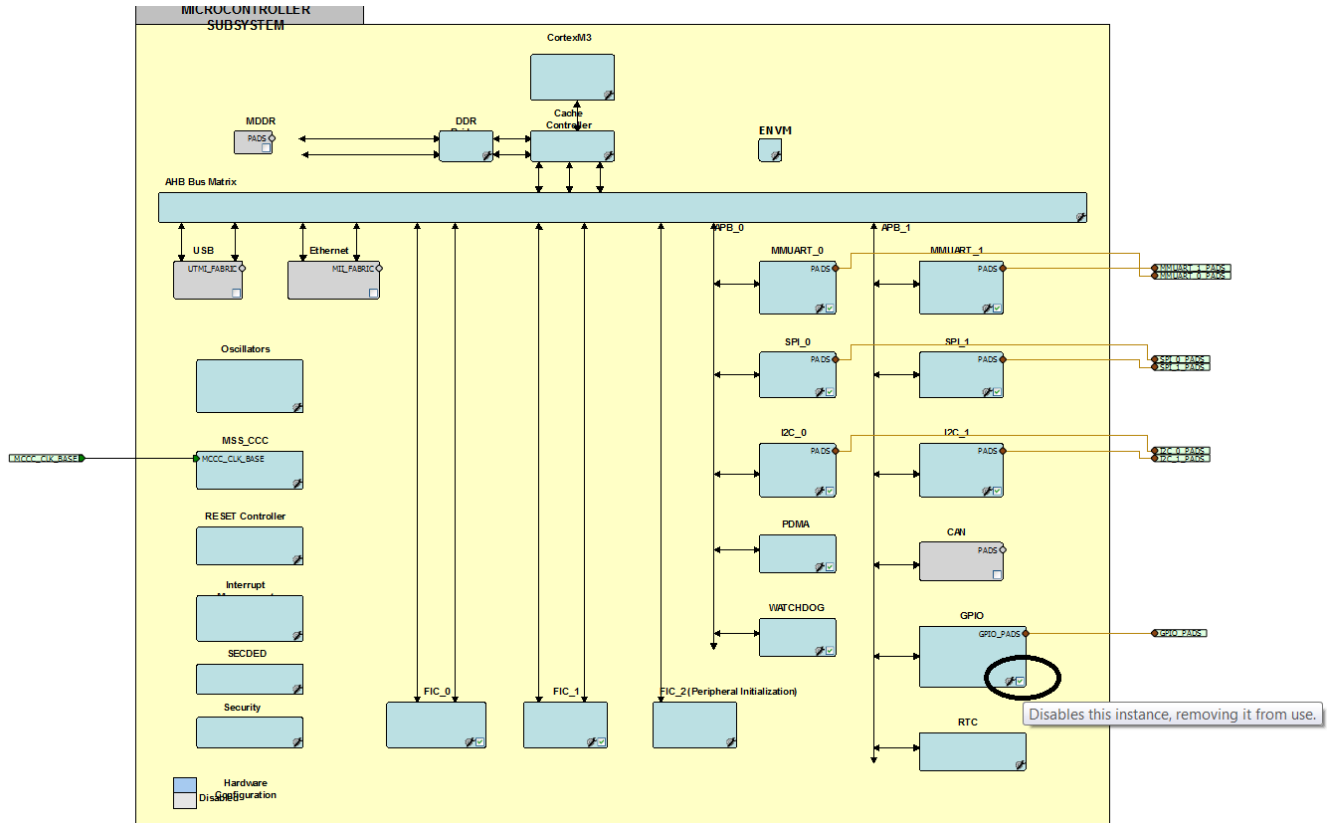 MICROCONTROLLER
SUBSYSTEM
CortexM3
MDDR
PADS
DDR
Cache
Controller
ENVM
AHB Bus Matrix
APB_0
APB_1
USB
UTMI_FABRIC
Ethernet
MII_FABRIC
MMUART_0
PADS
MMUART_1
PADS
MMUART_1_PADS
MMUART_0_PADS
Oscillators
SPI_0
PADS
SPI_1
PADS
SPI_0_PADS
SPI_1_PADS
MSS_CCC
MCCC_CLK_BASE
MCCC_CLK_BASE
I2C_0
PADS
I2C_1
PADS
I2C_0_PADS
I2C_1_PADS
RESET Controller
PDMA
CAN
PADS
Interrupt
WATCHDOG
GPIO
GPIO_PADS
GPIO_PADS
SECDED
FIC_0
FIC_1
FIC_2 (Peripheral Initialization)
Security
Disables this instance, removing it from use.
RTC
Hardware
Configuration
Disabled